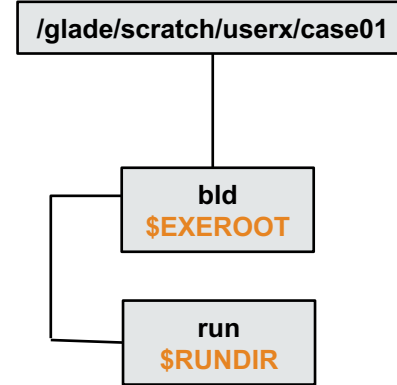 /glade/scratch/userx/case01
bld
$EXEROOT
run
$RUNDIR